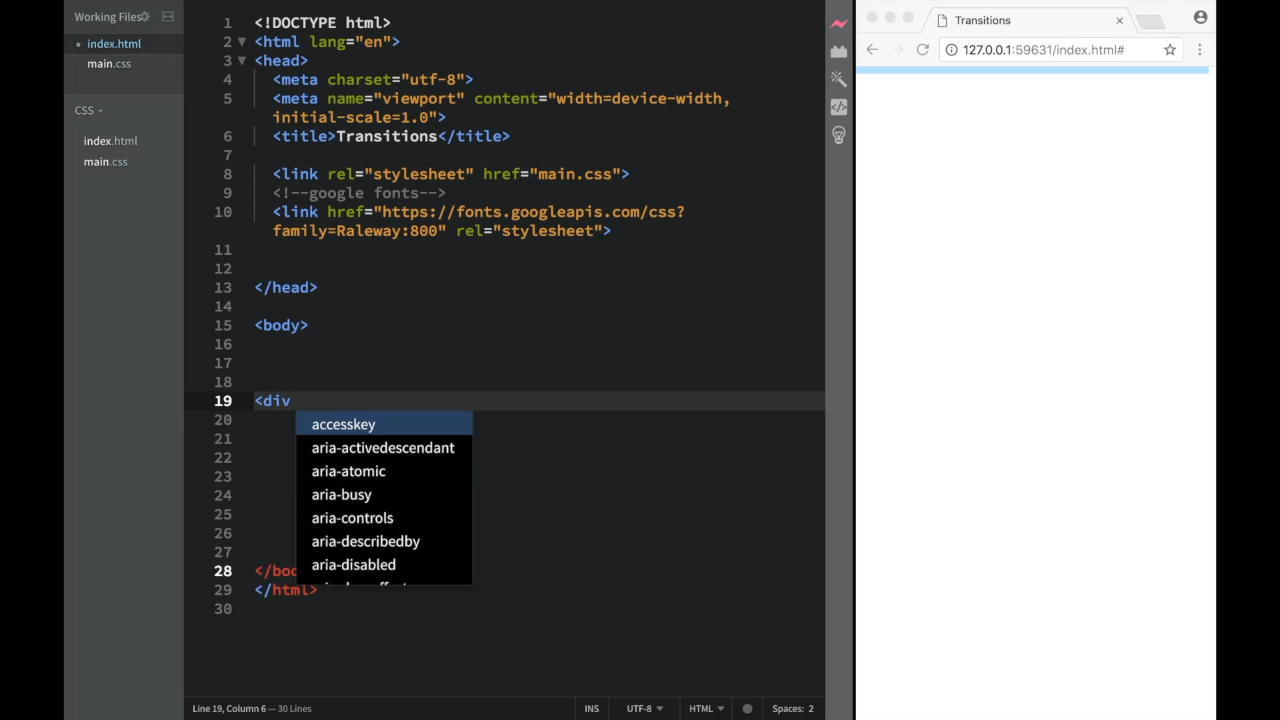 Working Files
index.html
main.css
CSS
index.html
main.css
1 <!DOCTYPE html>
2 <html lang="en">
3 <head>
4 <meta charset="utf-8">
5 <meta name="viewport" content="width=device-width,
initial-scale=1.0">
6 <title>Transitions</title>
7
8 <link rel="stylesheet" href="main.css">
9 <!--google fonts-->
10 <link href="https://fonts.googleapis.com/css?
family=Raleway:800" rel="stylesheet">
11
12
13 </head>
14
15 <body>
16
17
18
19 <div
20
21
22
23
24
25
26
27
28 </bod
29 </html>
30
accesskey
aria-activedescendant
aria-atomic
aria-busy
aria-controls
aria-describedby
aria-disabled
Line 19, Column 6 — 30 Lines
INS
UTF-8
HTML
Spaces: 2
Transitions
127.0.0.1:59631/index.html#